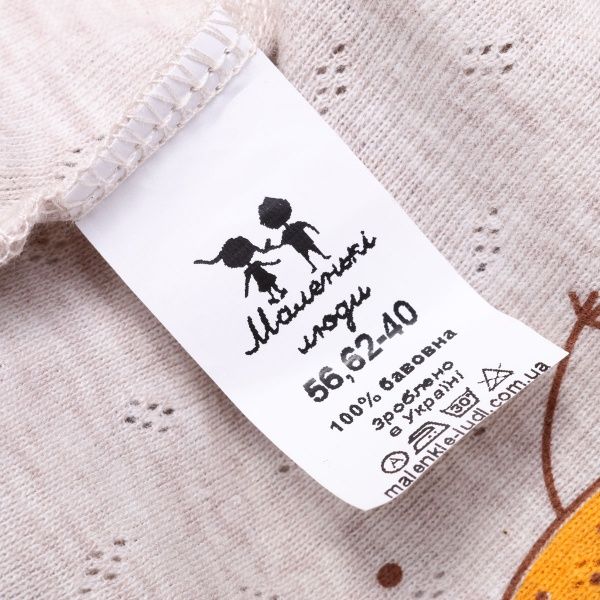 Маленькі
люди
56,62-40
100% бавовна
Зроблено
в Україні
A 30°
malenkie-ludi.com.ua